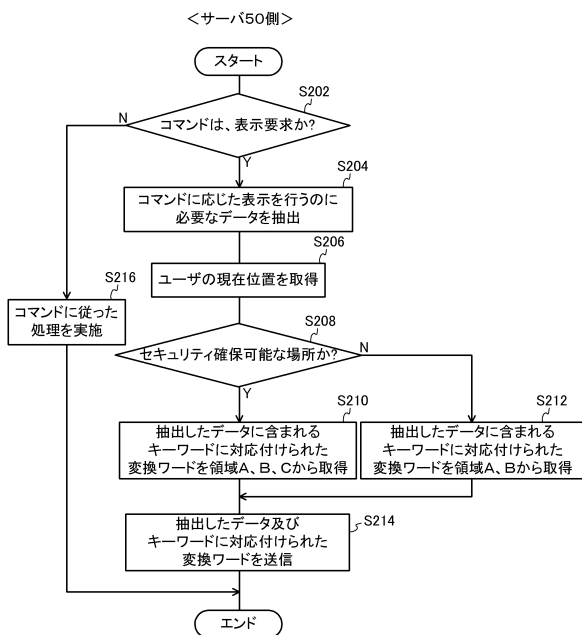 ＜サーバ50側＞
スタート
S202
コマンドは、表示要求か?
N
Y
S204
コマンドに応じた表示を行うのに
必要なデータを抽出
S206
ユーザの現在位置を取得
S216
コマンドに従った
処理を実施
S208
セキュリティ確保可能な場所か?
N
Y
S210
抽出したデータに含まれる
キーワードに対応付けられた
変換ワードを領域A、B、Cから取得
S212
抽出したデータに含まれる
キーワードに対応付けられた
変換ワードを領域A、Bから取得
S214
抽出したデータ及び
キーワードに対応付けられた
変換ワードを送信
エンド